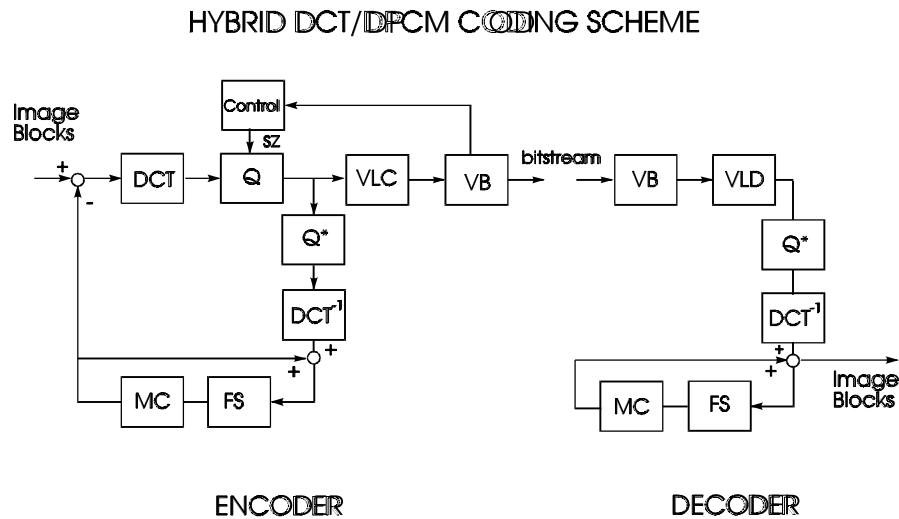 HYBRID DCT/DPCM CODING SCHEME
Image
Blocks
Control
SZ
bitstream
+
-
DCT
Q
VLC
VB
VB
VLD
Q*
Q*
DCT-1
DCT-1
+
+
+
+
MC
FS
MC
FS
Image
Blocks
ENCODER
DECODER